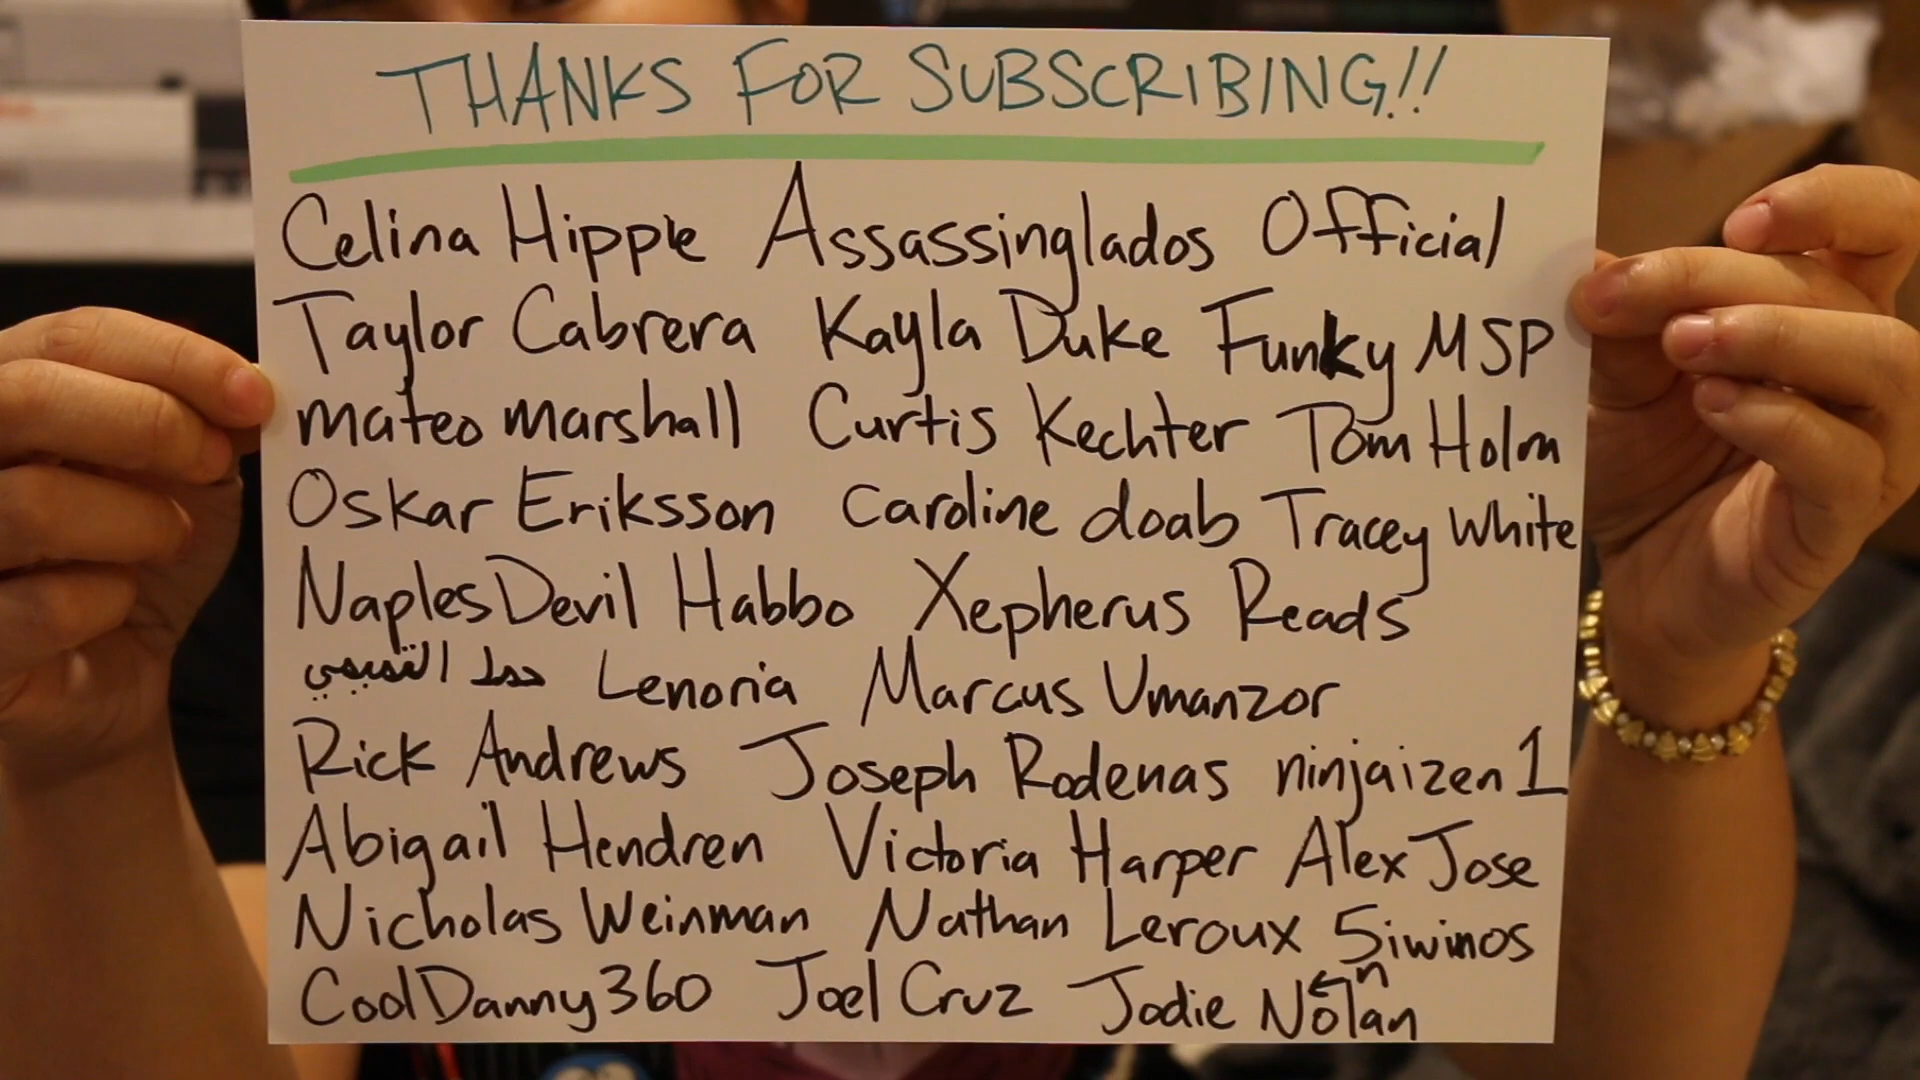 THANKS FOR SUBSCRIBING!!
Celina Hipple Assassinglados Official
Taylor Cabrera Kayla Duke Funky MSP
mateo marshall Curtis Kechter Tom Holm
Oskar Eriksson Caroline doab Tracey White
NaplesDevil Habbo Xepherus Reads
Lenoria Marcus Umanzor
Rick Andrews Joseph Rodenas ninjaizen1
Abigail Hendren Victoria Harper Alex Jose
Nicholas Weinman Nathan Leroux 5iwinos
CoolDanny360 Joel Cruz Jodie Nolan